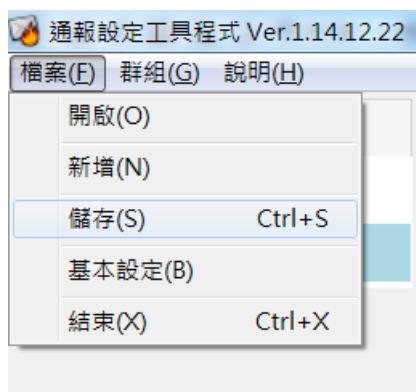 通報設定工具程式 Ver.1.14.12.22
檔案(F) 群組(G) 說明(H)
開啟(O)
新增(N)
儲存(S) Ctrl+S
基本設定(B)
結束(X) Ctrl+X